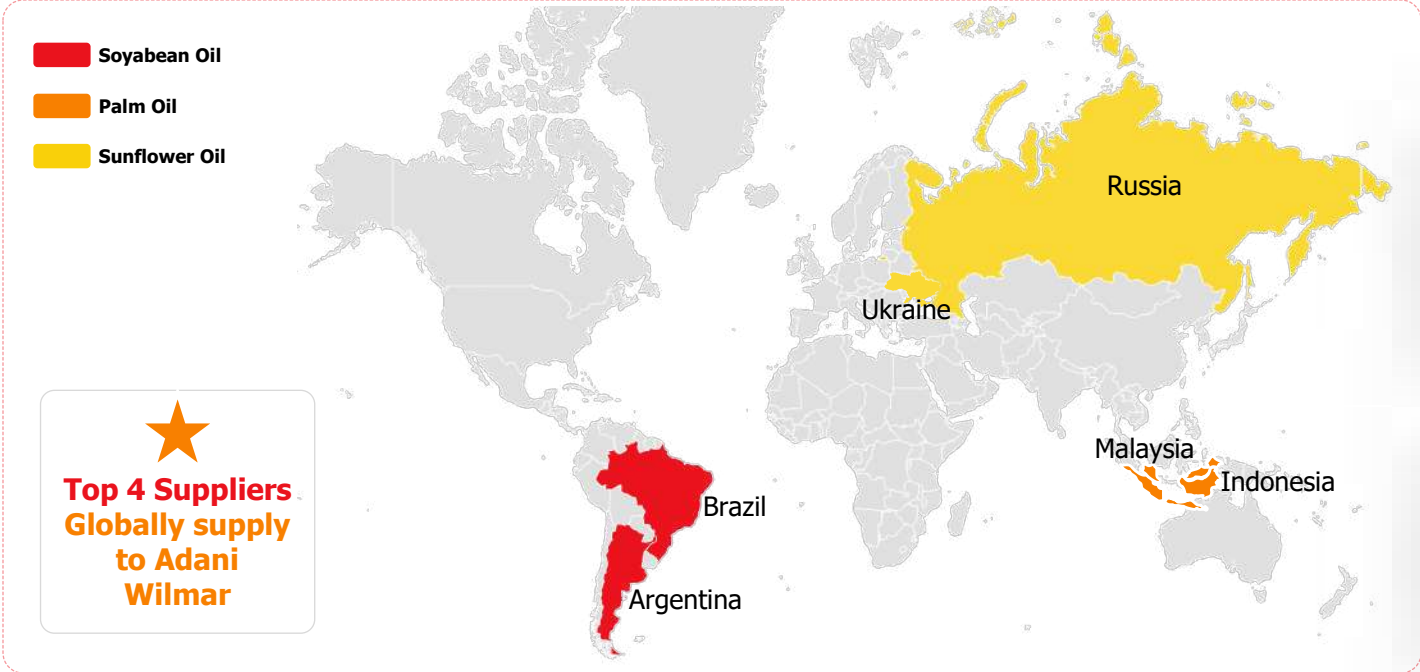 Soyabean Oil
Palm Oil
Sunflower Oil
Russia
Ukraine
Malaysia
Indonesia
Brazil
Argentina
Top 4 Suppliers
Globally supply
to Adani
Wilmar